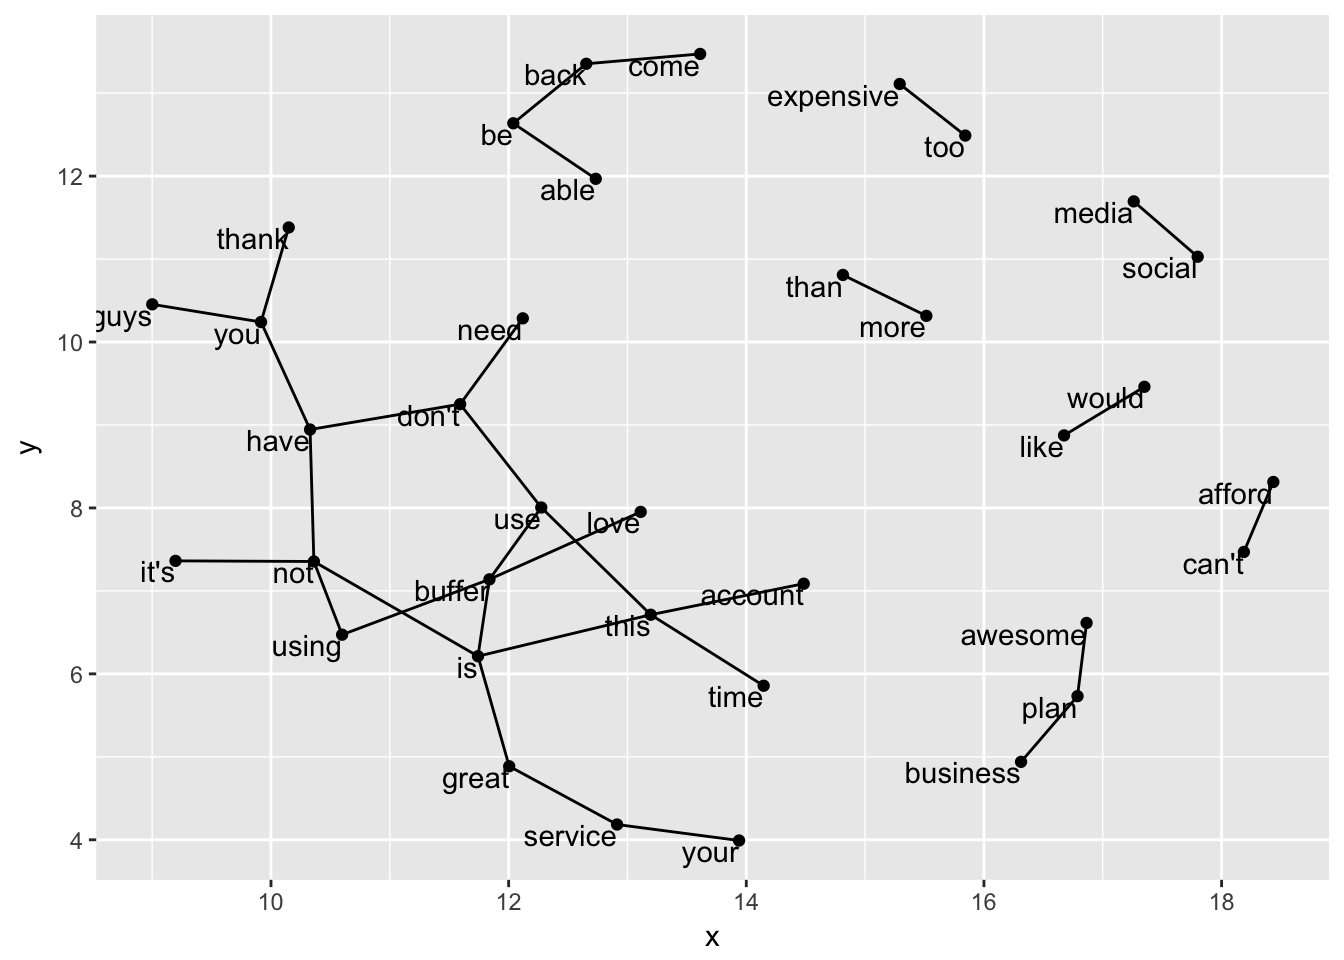 come
back
expensive
be
too
12
able
media
thank
social
than
guys
more
need
you
10
would
don't
have
like
y
afford
8
use
love
can't
it's
not
buffer
account
this
awesome
using
is
6
time
plan
business
great
service
your
4
10
12
14
16
18
x